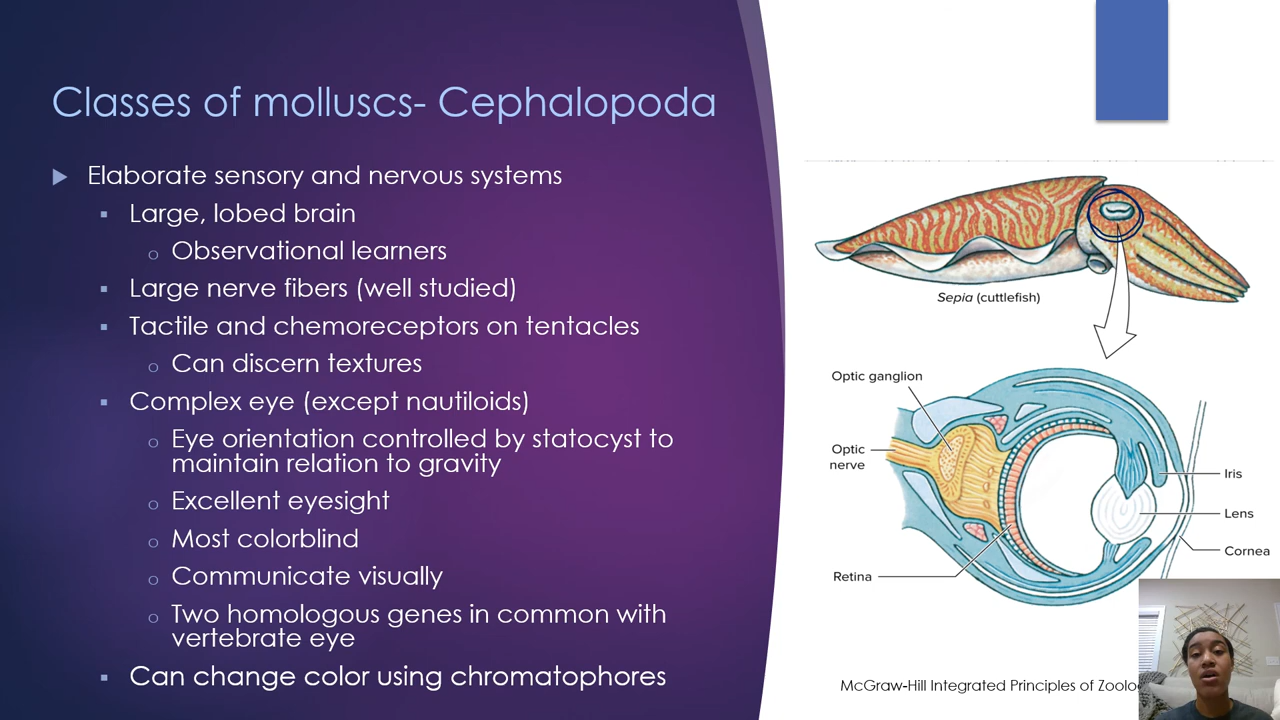 Classes of molluscs- Cephalopoda
Elaborate sensory and nervous systems
Large, lobed brain
Observational learners
Large nerve fibers (well studied)
Tactile and chemoreceptors on tentacles
Can discern textures
Complex eye (except nautiloids)
Eye orientation controlled by statocyst to
maintain relation to gravity
Excellent eyesight
Most colorblind
Communicate visually
Two homologous genes in common with
vertebrate eye
Can change color using chromatophores
Sepia (cuttlefish)
Optic ganglion
Optic
nerve
Retina
Iris
Lens
Cornea
McGraw-Hill Integrated Principles of